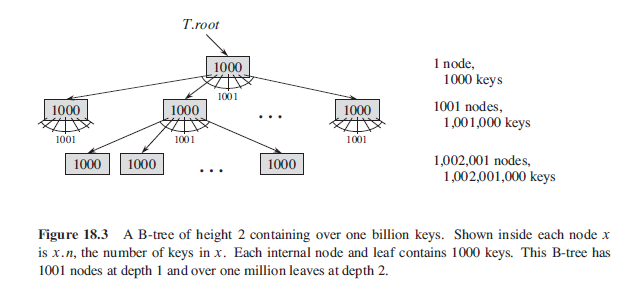 T.root
1000
1 node,
1000 keys
1001
1000
1000
. . .
1000
1001 nodes,
1,001,000 keys
1001
1001
1001
1000
1000
. . .
1000
1,002,001 nodes,
1,002,001,000 keys
Figure 18.3 A B-tree of height 2 containing over one billion keys. Shown inside each node x
is x.n, the number of keys in x. Each internal node and leaf contains 1000 keys. This B-tree has
1001 nodes at depth 1 and over one million leaves at depth 2.